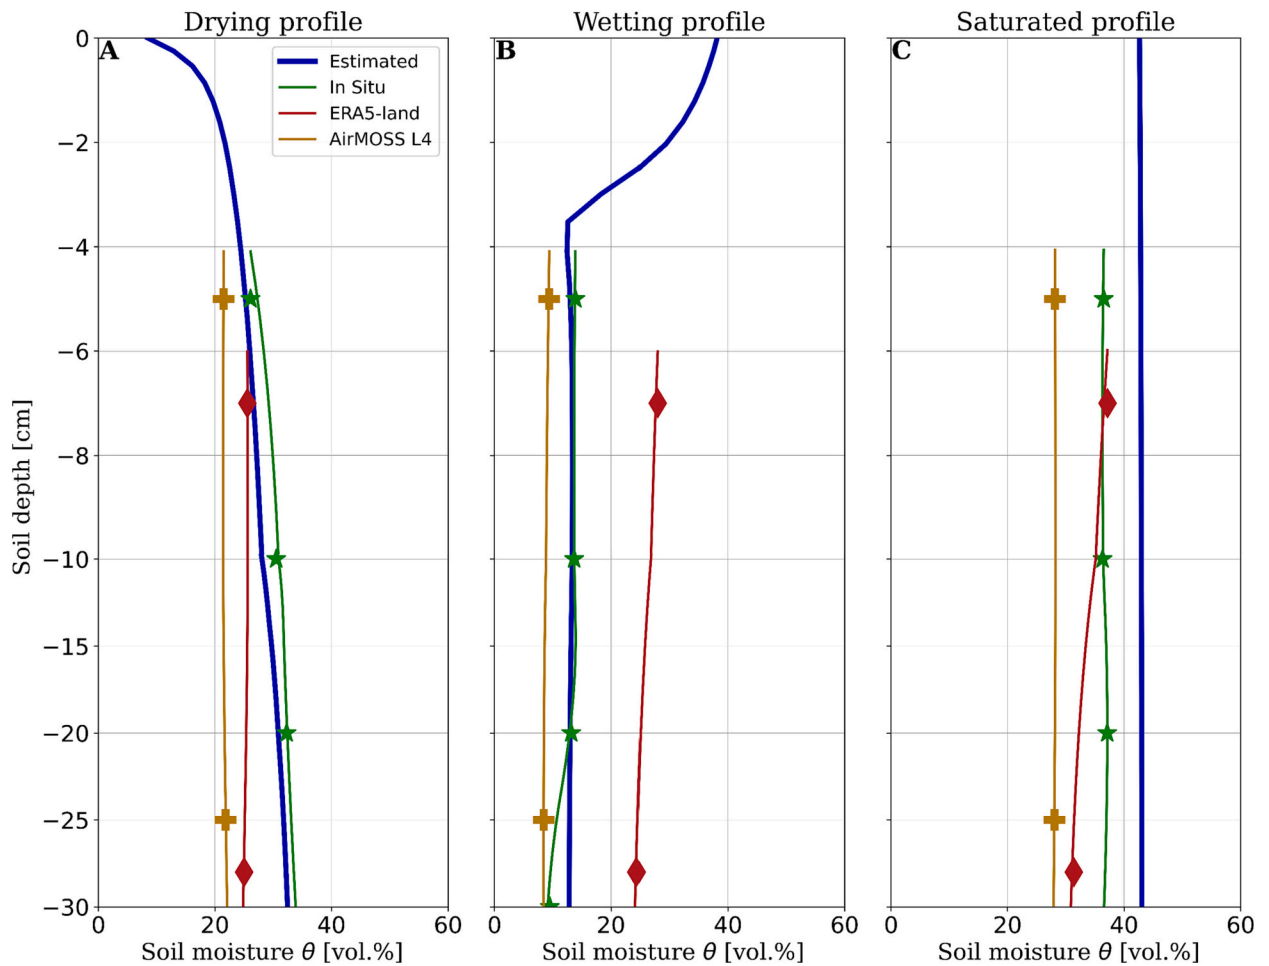 Drying profile
Wetting profile
Saturated profile
A
B
C
Estimated
In Situ
ERA5-land
AirMOSS L4
Soil depth [cm]
0
−2
−4
−6
−8
−10
−15
−20
−25
−30
0 20 40 60
0 20 40 60
0 20 40 60
Soil moisture θ [vol.%]
Soil moisture θ [vol.%]
Soil moisture θ [vol.%]